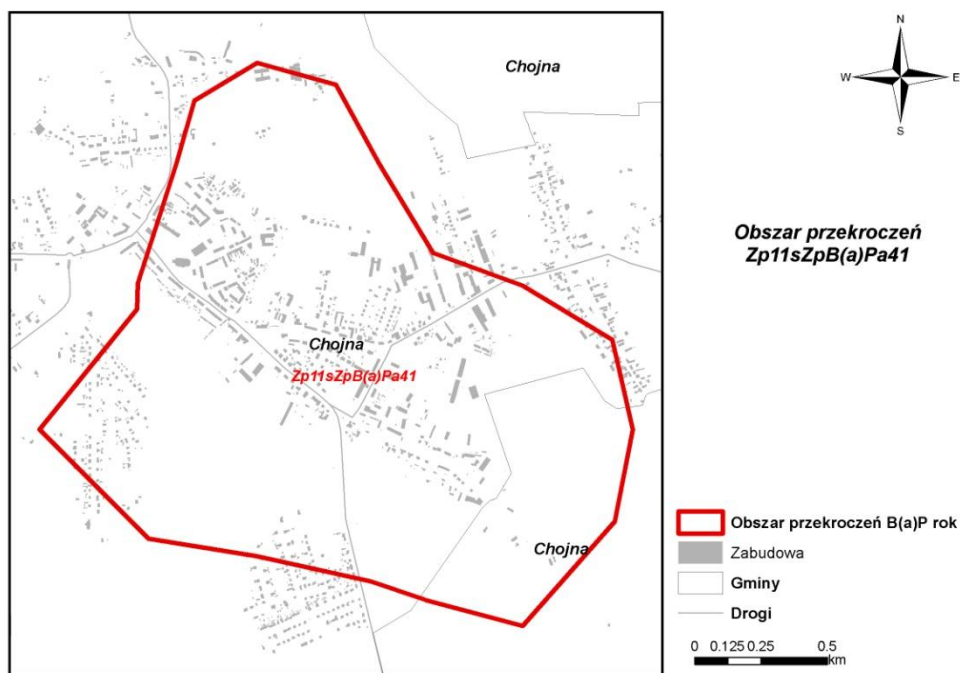 Chojna
Chojna
Zp11sZpB(a)Pa41
Chojna
N
W
E
S
Obszar przekroczeń
Zp11sZpB(a)Pa41
Obszar przekroczeń B(a)P rok
Zabudowa
Gminy
Drogi
0 0.125 0.25 0.5
km